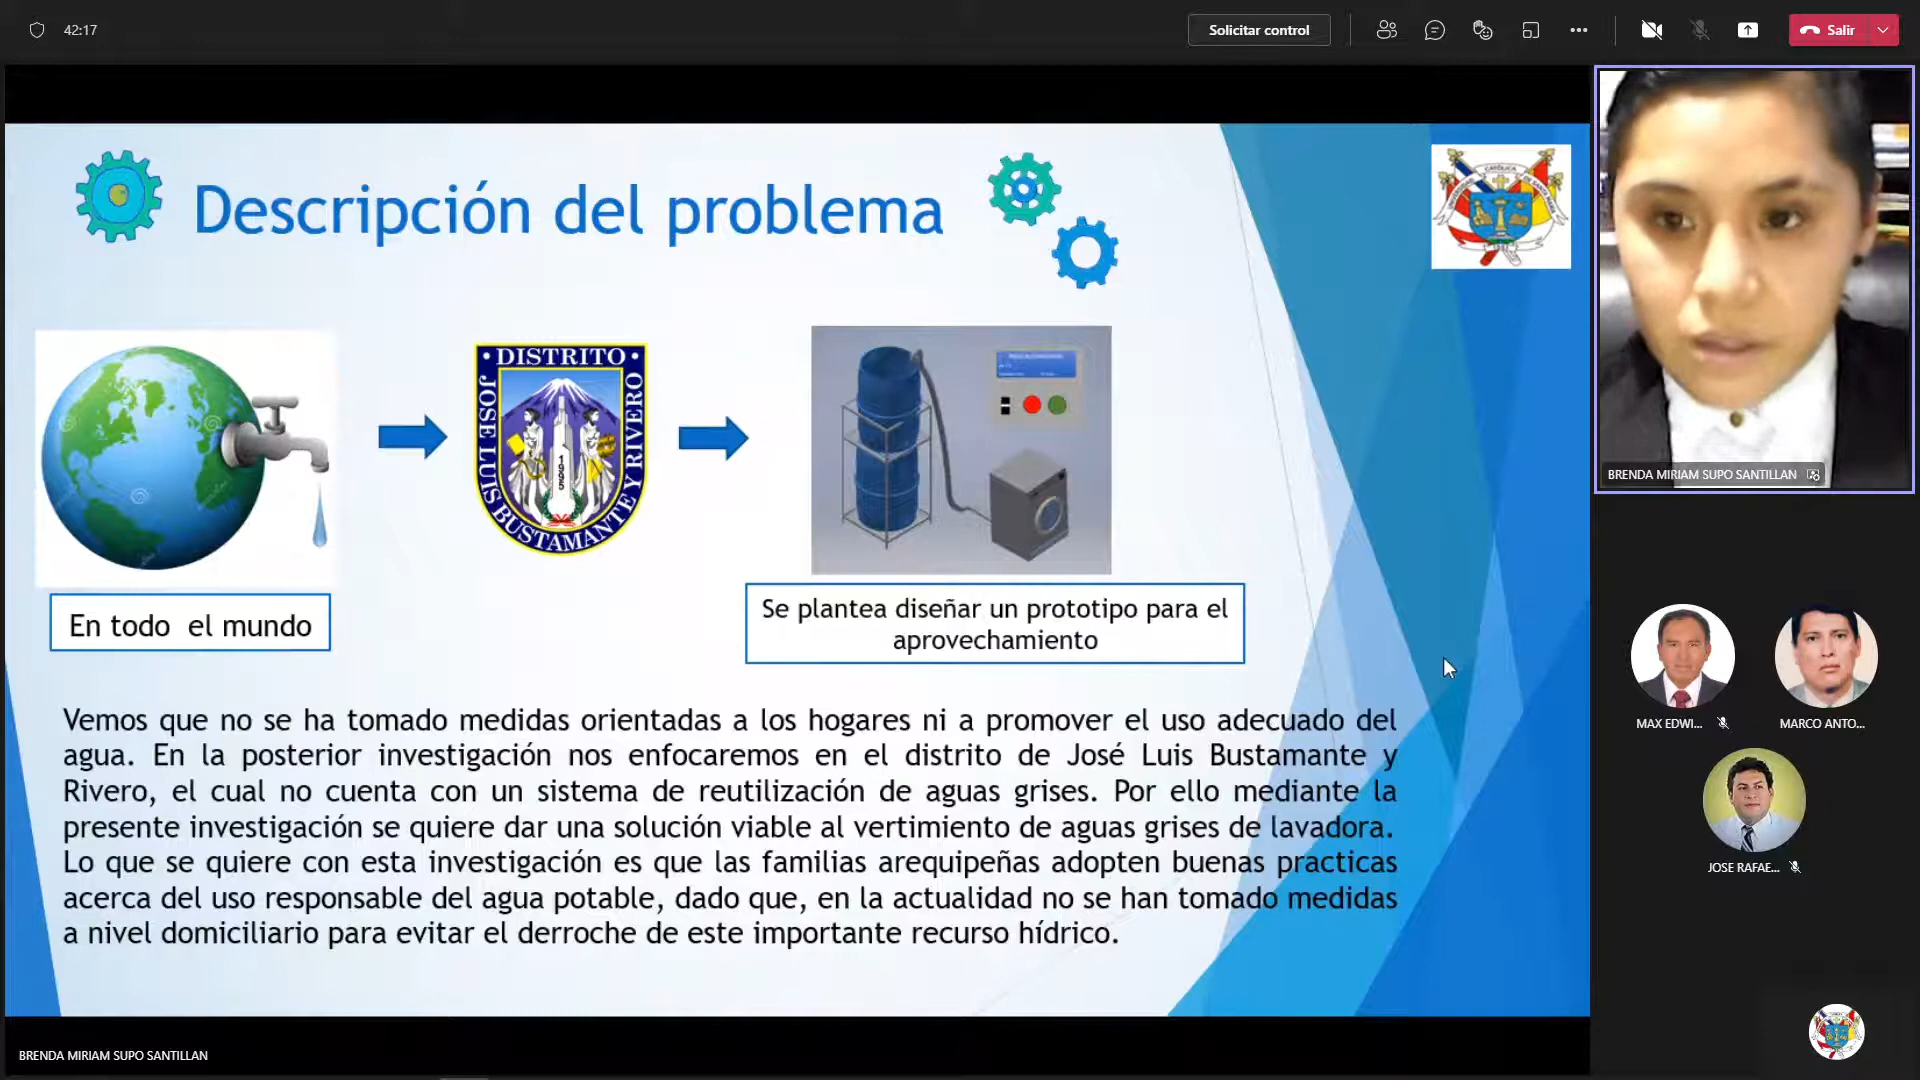 42:17
Solicitar control
Salir
Descripción del problema
DISTRITO
JOSE LUIS BUSTAMANTE Y RIVERO
En todo el mundo
Se plantea diseñar un prototipo para el
aprovechamiento
Vemos que no se ha tomado medidas orientadas a los hogares ni a promover el uso adecuado del
agua. En la posterior investigación nos enfocaremos en el distrito de José Luis Bustamante y
Rivero, el cual no cuenta con un sistema de reutilización de aguas grises. Por ello mediante la
presente investigación se quiere dar una solución viable al vertimiento de aguas grises de lavadora.
Lo que se quiere con esta investigación es que las familias arequipeñas adopten buenas practicas
acerca del uso responsable del agua potable, dado que, en la actualidad no se han tomado medidas
a nivel domiciliario para evitar el derroche de este importante recurso hídrico.
BRENDA MIRIAM SUPO SANTILLAN
MAX EDWI...
MARCO ANTO...
JOSE RAFAE...
BRENDA MIRIAM SUPO SANTILLAN